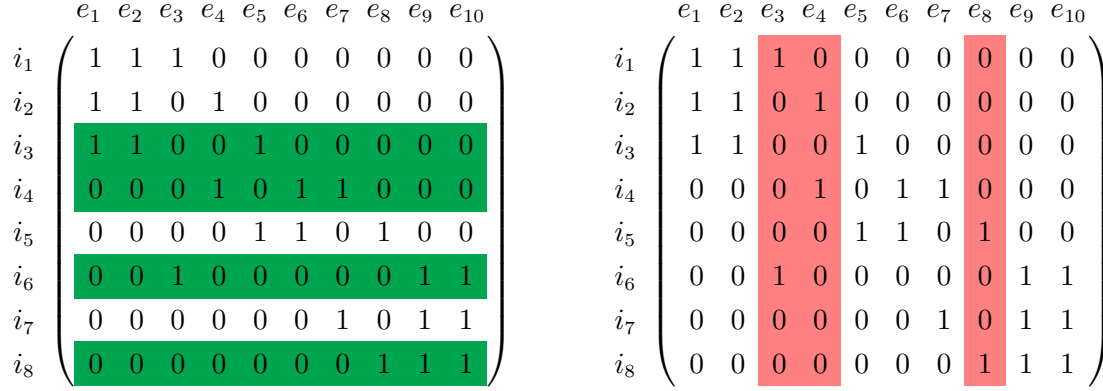 e₁ e₂ e₃ e₄ e₅ e₆ e₇ e₈ e₉ e₁₀
i₁ 1 1 1 0 0 0 0 0 0 0
i₂ 1 1 0 1 0 0 0 0 0 0
i₃ 1 1 0 0 1 0 0 0 0 0
i₄ 0 0 0 1 0 1 1 0 0 0
i₅ 0 0 0 0 1 1 0 1 0 0
i₆ 0 0 1 0 0 0 0 0 1 1
i₇ 0 0 0 0 0 0 1 0 1 1
i₈ 0 0 0 0 0 0 0 1 1 1
e₁ e₂ e₃ e₄ e₅ e₆ e₇ e₈ e₉ e₁₀
i₁ 1 1 1 0 0 0 0 0 0 0
i₂ 1 1 0 1 0 0 0 0 0 0
i₃ 1 1 0 0 1 0 0 0 0 0
i₄ 0 0 0 1 0 1 1 0 0 0
i₅ 0 0 0 0 1 1 0 1 0 0
i₆ 0 0 1 0 0 0 0 0 1 1
i₇ 0 0 0 0 0 0 1 0 1 1
i₈ 0 0 0 0 0 0 0 1 1 1